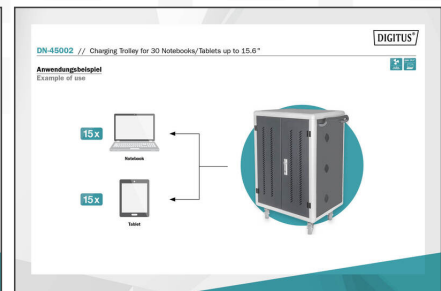 DIGITUS®
DN-45002 // Charging Trolley for 30 Notebooks/Tablets up to 15.6"
Anwendungsbeispiel
Example of use
15x
Notebook
15x
Tablet